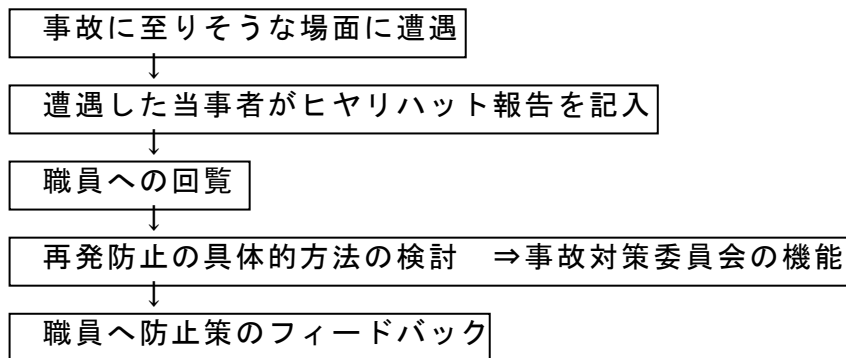 事故に至りそうな場面に遭遇
↓
遭遇した当事者がヒヤリハット報告を記入
↓
職員への回覧
↓
再発防止の具体的方法の検討　⇒事故対策委員会の機能
↓
職員へ防止策のフィードバック